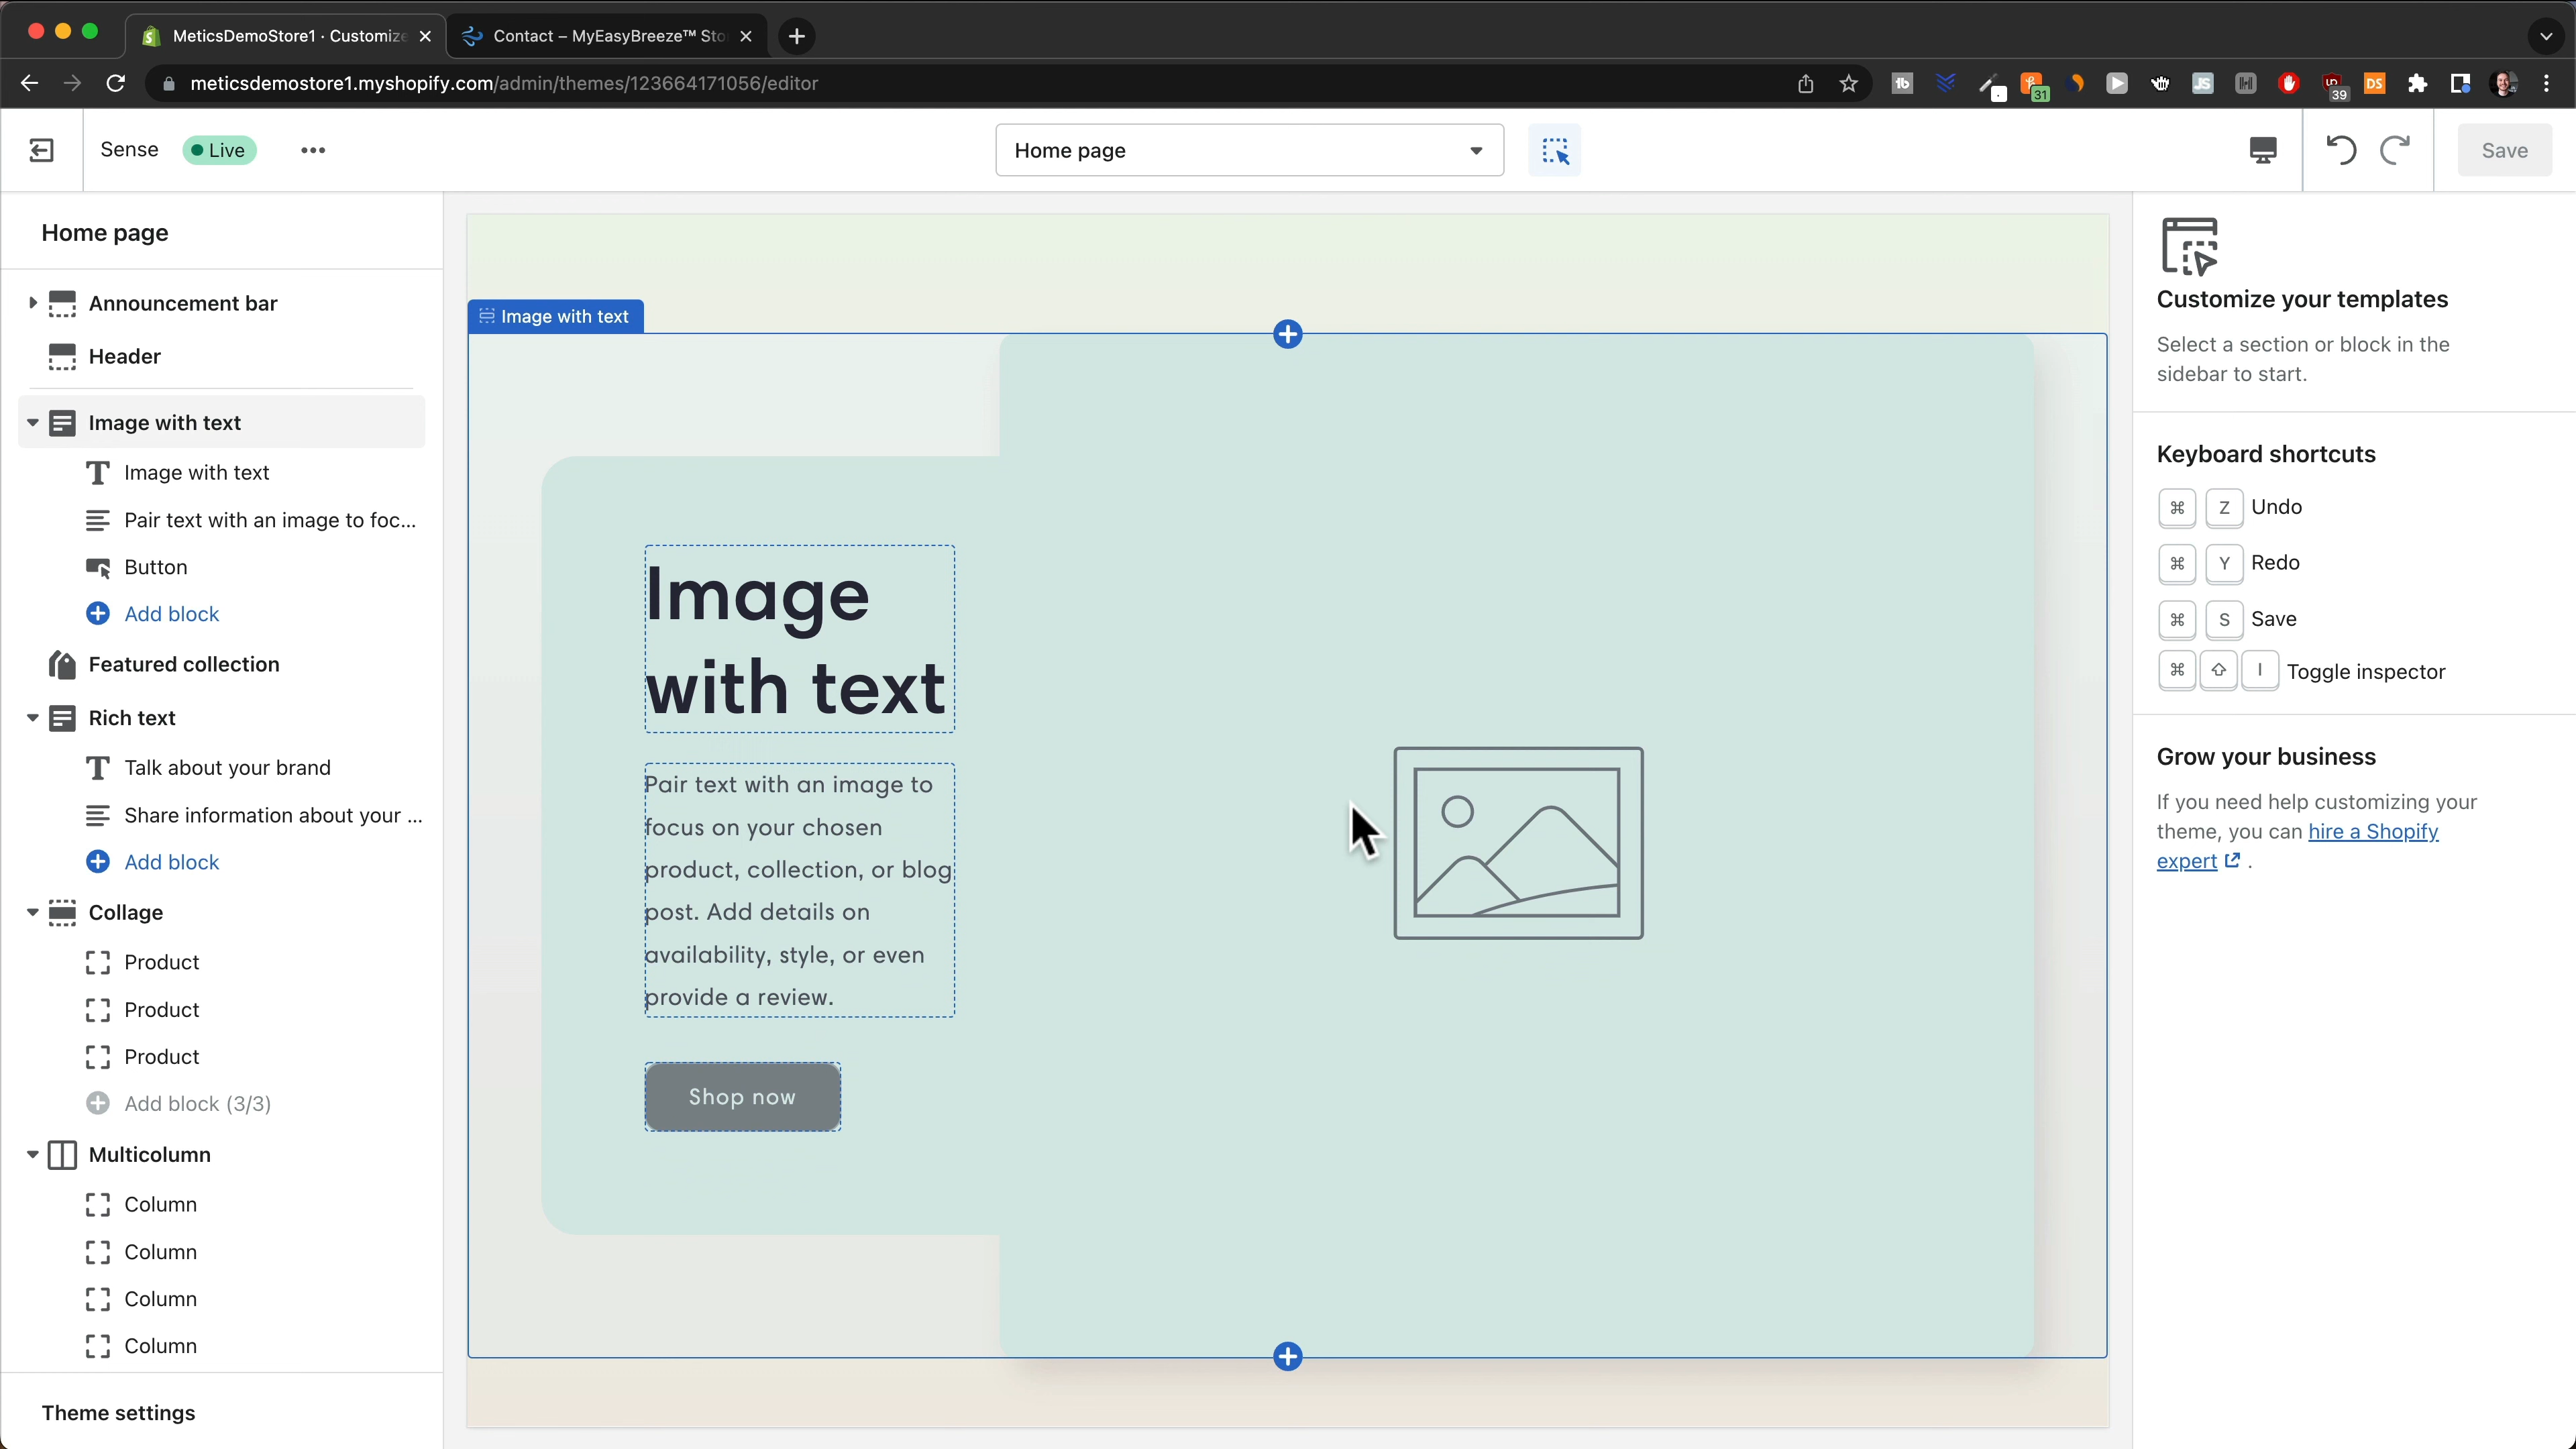 MeticsDemoStore1 · Customize
Contact – MyEasyBreeze™ Sto
meticsdemostore1.myshopify.com/admin/themes/123664171056/editor
31
JS
39
DS
Sense
Live
Home page
Save
Home page
Announcement bar
Header
Image with text
Image with text
Pair text with an image to foc...
Button
Add block
Featured collection
Rich text
Talk about your brand
Share information about your ...
Add block
Collage
Product
Product
Product
Add block (3/3)
Multicolumn
Column
Column
Column
Column
Theme settings
Image with text
Image
with text
Pair text with an image to
focus on your chosen
product, collection, or blog
post. Add details on
availability, style, or even
provide a review.
Shop now
Customize your templates
Select a section or block in the
sidebar to start.
Keyboard shortcuts
⌘ Z Undo
⌘ Y Redo
⌘ S Save
⌘ ⇧ I Toggle inspector
Grow your business
If you need help customizing your
theme, you can hire a Shopify
expert .